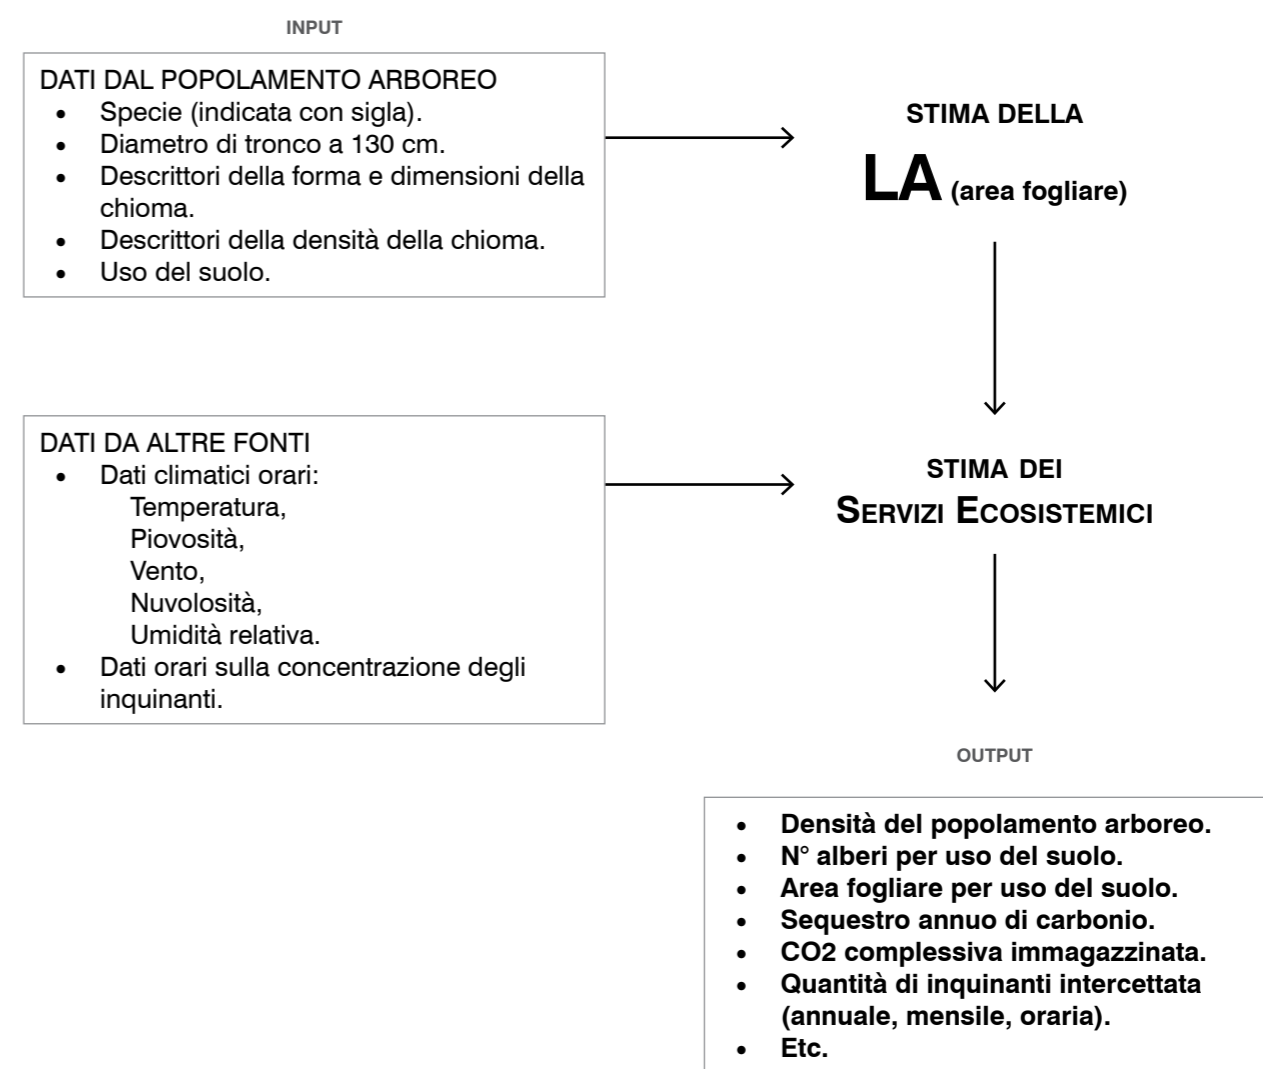 INPUT
DATI DAL POPOLAMENTO ARBOREO
• Specie (indicata con sigla).
• Diametro di tronco a 130 cm.
• Descrittori della forma e dimensioni della
chioma.
• Descrittori della densità della chioma.
• Uso del suolo.
STIMA DELLA
LA (area fogliare)
DATI DA ALTRE FONTI
• Dati climatici orari:
Temperatura,
Piovosità,
Vento,
Nuvolosità,
Umidità relativa.
• Dati orari sulla concentrazione degli
inquinanti.
STIMA DEI
SERVIZI ECOSISTEMICI
OUTPUT
• Densità del popolamento arboreo.
• N° alberi per uso del suolo.
• Area fogliare per uso del suolo.
• Sequestro annuo di carbonio.
• CO2 complessiva immagazzinata.
• Quantità di inquinanti intercettata
(annuale, mensile, oraria).
• Etc.